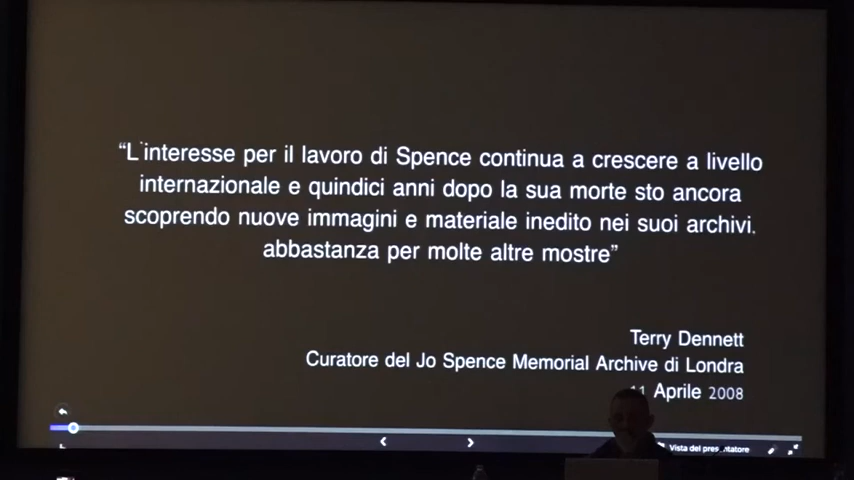 “L'interesse per il lavoro di Spence continua a crescere a livello
internazionale e quindici anni dopo la sua morte sto ancora
scoprendo nuove immagini e materiale inedito nei suoi archivi.
abbastanza per molte altre mostre”
Terry Dennett
Curatore del Jo Spence Memorial Archive di Londra
11 Aprile 2008
Vista del presentatore